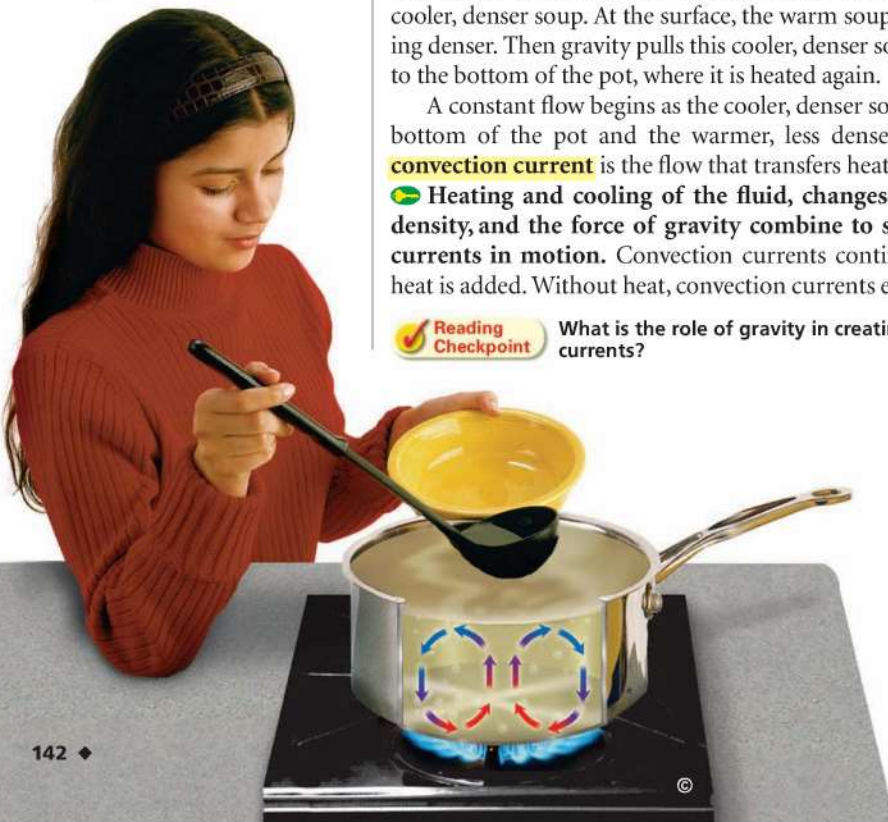 cooler, denser soup. At the surface, the warm soup
ing denser. Then gravity pulls this cooler, denser
to the bottom of the pot, where it is heated again.
A constant flow begins as the cooler, denser
bottom of the pot and the warmer, less dense
convection current is the flow that transfers heat
Heating and cooling of the fluid, changes
density, and the force of gravity combine to
currents in motion. Convection currents
heat is added. Without heat, convection currents
Reading
Checkpoint
What is the role of gravity in
currents?
142 ◆
©